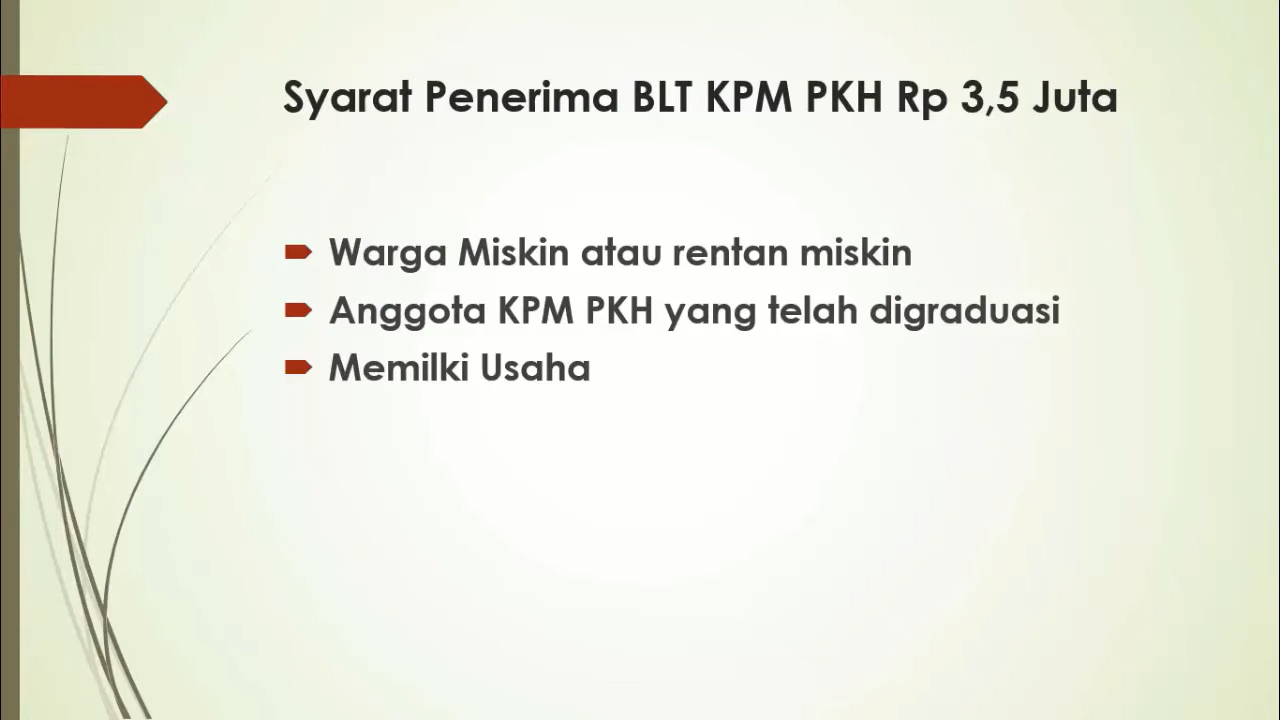 Syarat Penerima BLT KPM PKH Rp 3,5 Juta
Warga Miskin atau rentan miskin
Anggota KPM PKH yang telah digraduasi
Memilki Usaha